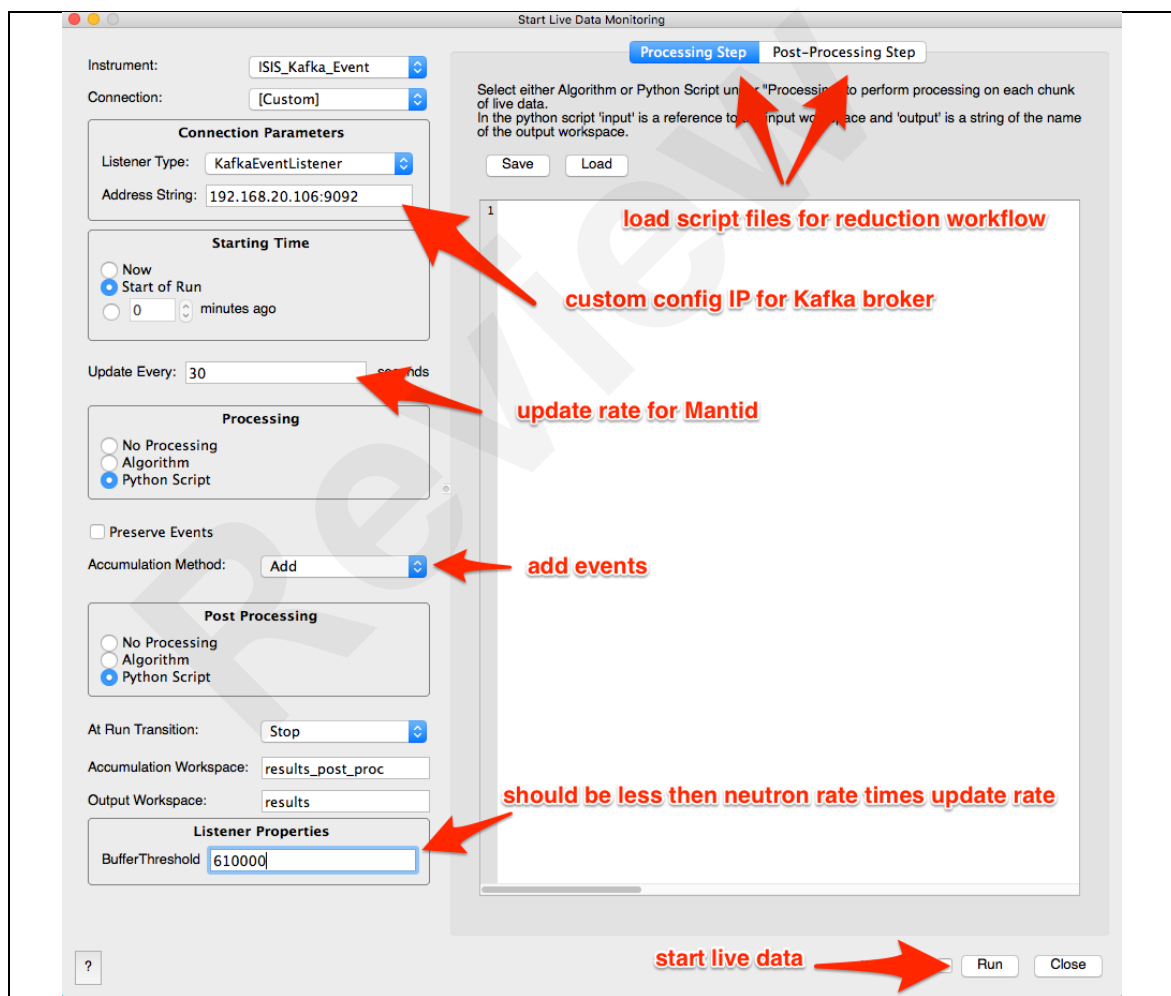 Start Live Data Monitoring
Instrument: ISIS_Kafka_Event
Connection: [Custom]
Connection Parameters
Listener Type: KafkaEventListener
Address String: 192.168.20.106:9092
Starting Time
Now
Start of Run
0 minutes ago
Update Every: 30 seconds
Processing
No Processing
Algorithm
Python Script
Preserve Events
Accumulation Method: Add
Post Processing
No Processing
Algorithm
Python Script
At Run Transition: Stop
Accumulation Workspace: results_post_proc
Output Workspace: results
Listener Properties
BufferThreshold 610000
?
Processing Step Post-Processing Step
Select either Algorithm or Python Script under "Processing" to perform processing on each chunk
of live data.
In the python script 'input' is a reference to the input workspace and 'output' is a string of the name
of the output workspace.
Save Load
1
load script files for reduction workflow
custom config IP for Kafka broker
update rate for Mantid
add events
should be less then neutron rate times update rate
start live data
Run Close
Review